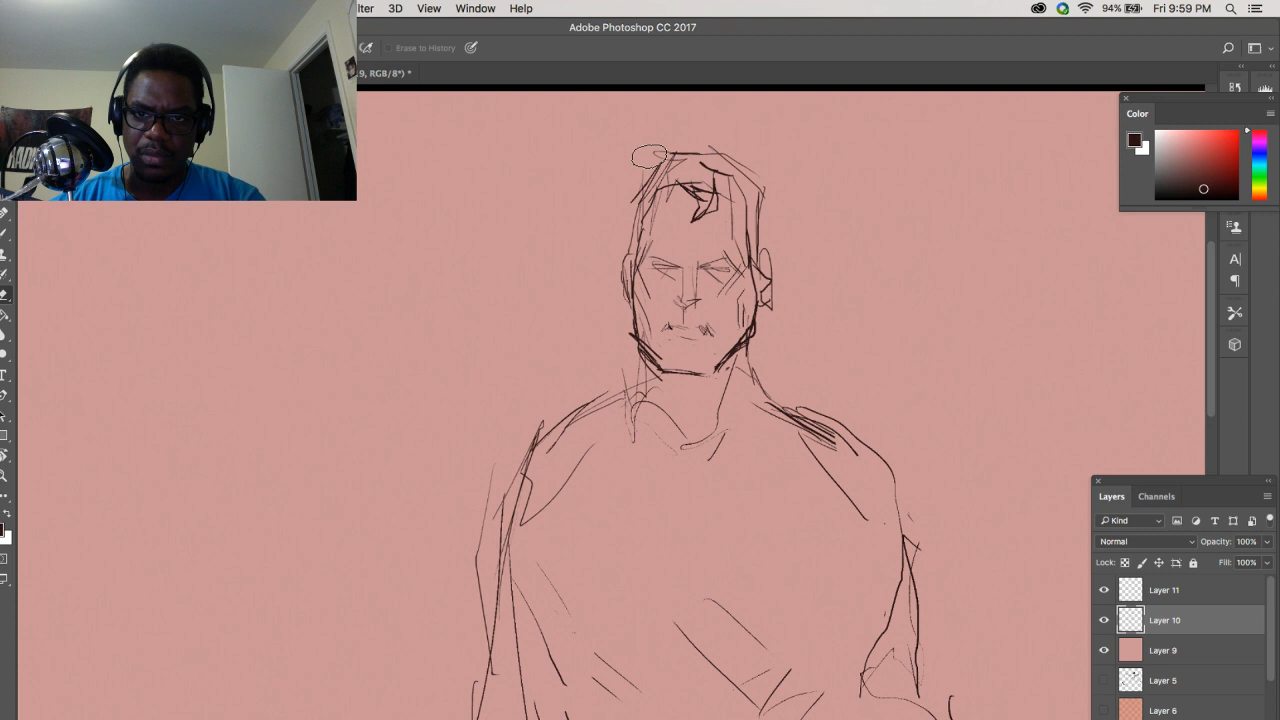 lter 3D View Window Help
94% Fri 9:59 PM
Adobe Photoshop CC 2017
Erase to History
9, RGB/8*) *
Color
A
T
Layers Channels
Kind
T
Normal Opacity: 100%
Lock: Fill: 100%
Layer 11
Layer 10
Layer 9
Layer 5
Layer 6